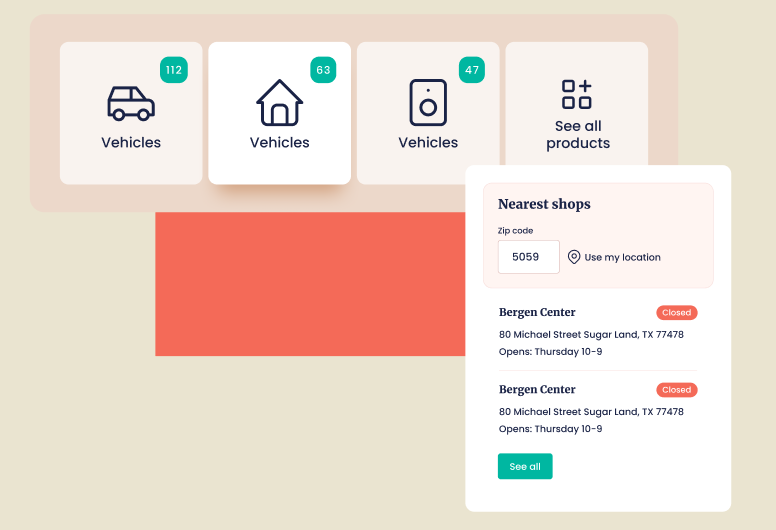 112
Vehicles
63
Vehicles
47
Vehicles
See all
products
Nearest shops
Zip code
5059
Use my location
Bergen Center
Closed
80 Michael Street Sugar Land, TX 77478
Opens: Thursday 10-9
Bergen Center
Closed
80 Michael Street Sugar Land, TX 77478
Opens: Thursday 10-9
See all